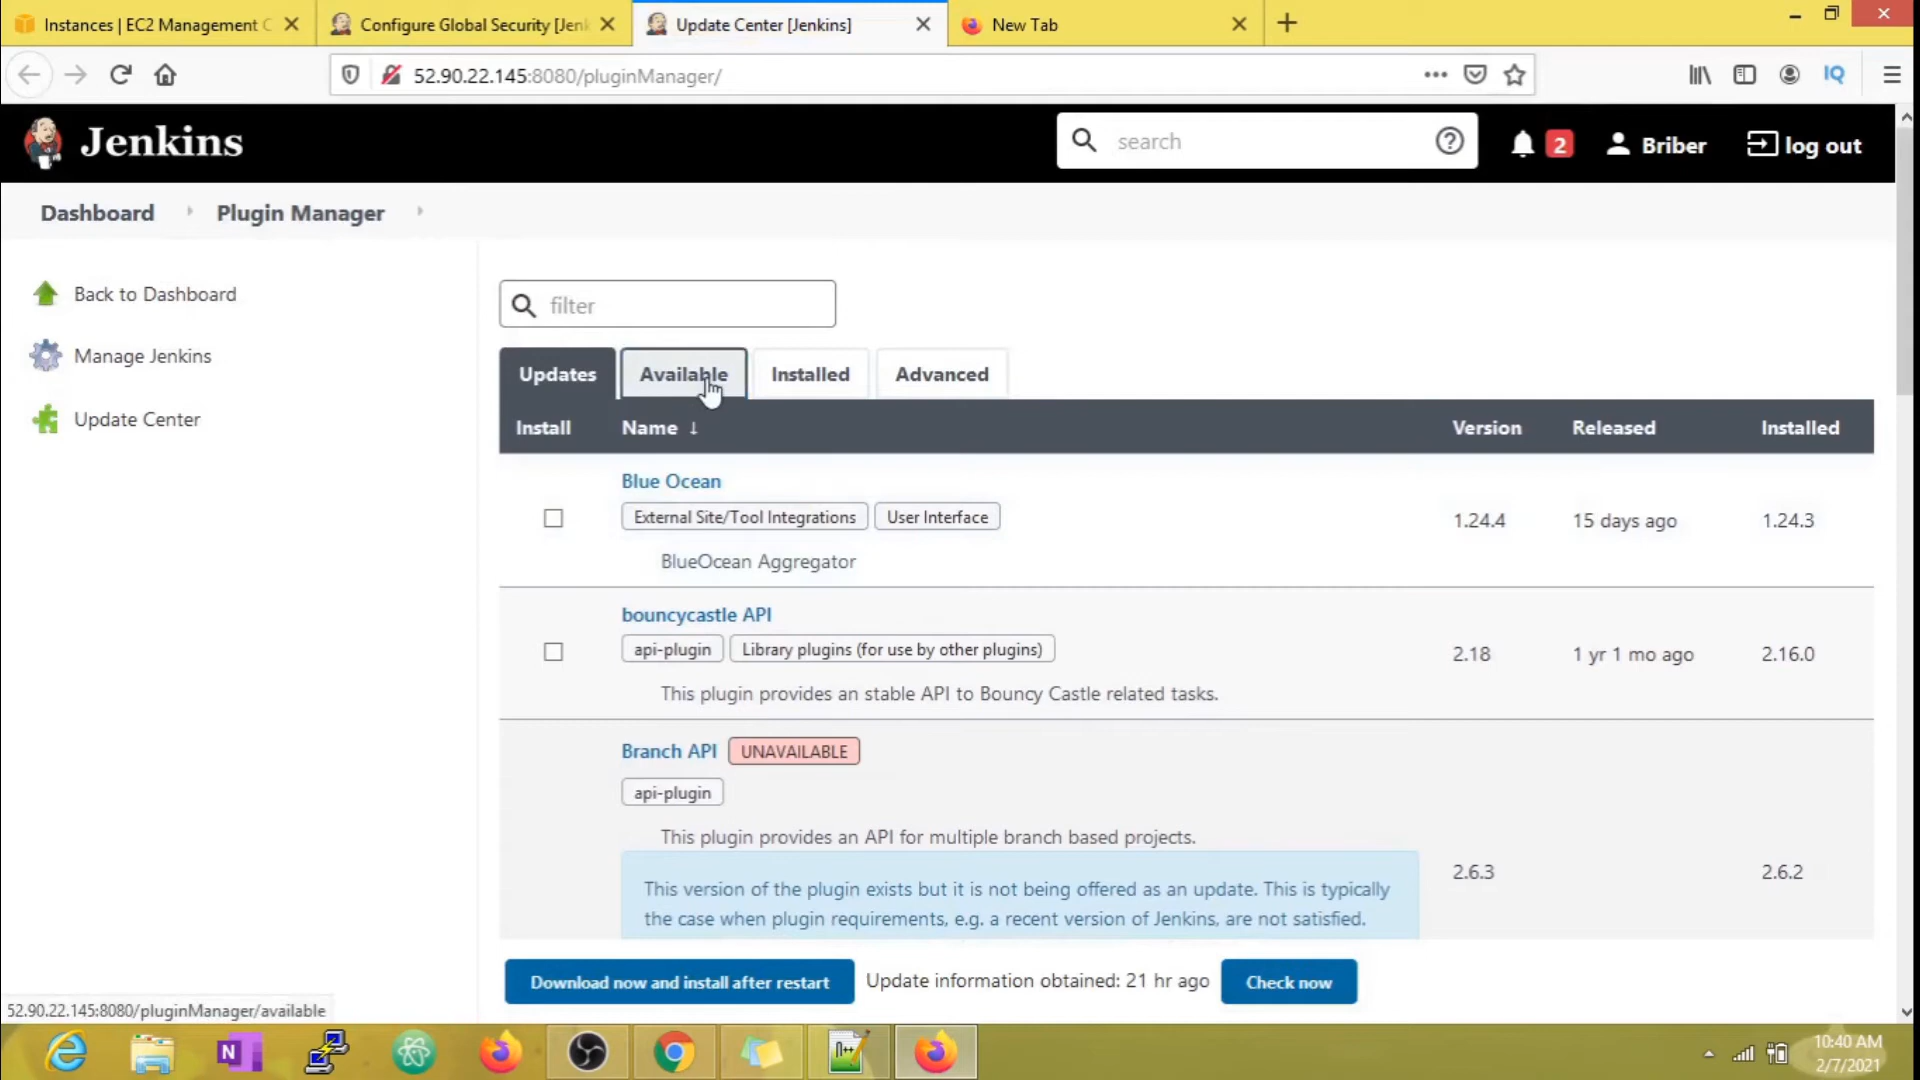 Instances | EC2 Management C
Configure Global Security [Jenk
Update Center [Jenkins]
New Tab
52.90.22.145:8080/pluginManager/
IQ
Jenkins
search
2
Briber
log out
Dashboard
Plugin Manager
Back to Dashboard
Manage Jenkins
Update Center
filter
Updates
Available
Installed
Advanced
Install
Name ↓
Version
Released
Installed
Blue Ocean
External Site/Tool Integrations
User Interface
BlueOcean Aggregator
1.24.4
15 days ago
1.24.3
bouncycastle API
api-plugin
Library plugins (for use by other plugins)
This plugin provides an stable API to Bouncy Castle related tasks.
2.18
1 yr 1 mo ago
2.16.0
Branch API
UNAVAILABLE
api-plugin
This plugin provides an API for multiple branch based projects.
This version of the plugin exists but it is not being offered as an update. This is typically
the case when plugin requirements, e.g. a recent version of Jenkins, are not satisfied.
2.6.3
2.6.2
Download now and install after restart
Update information obtained: 21 hr ago
Check now
52.90.22.145:8080/pluginManager/available
N
n++
10:40 AM
2/7/2021